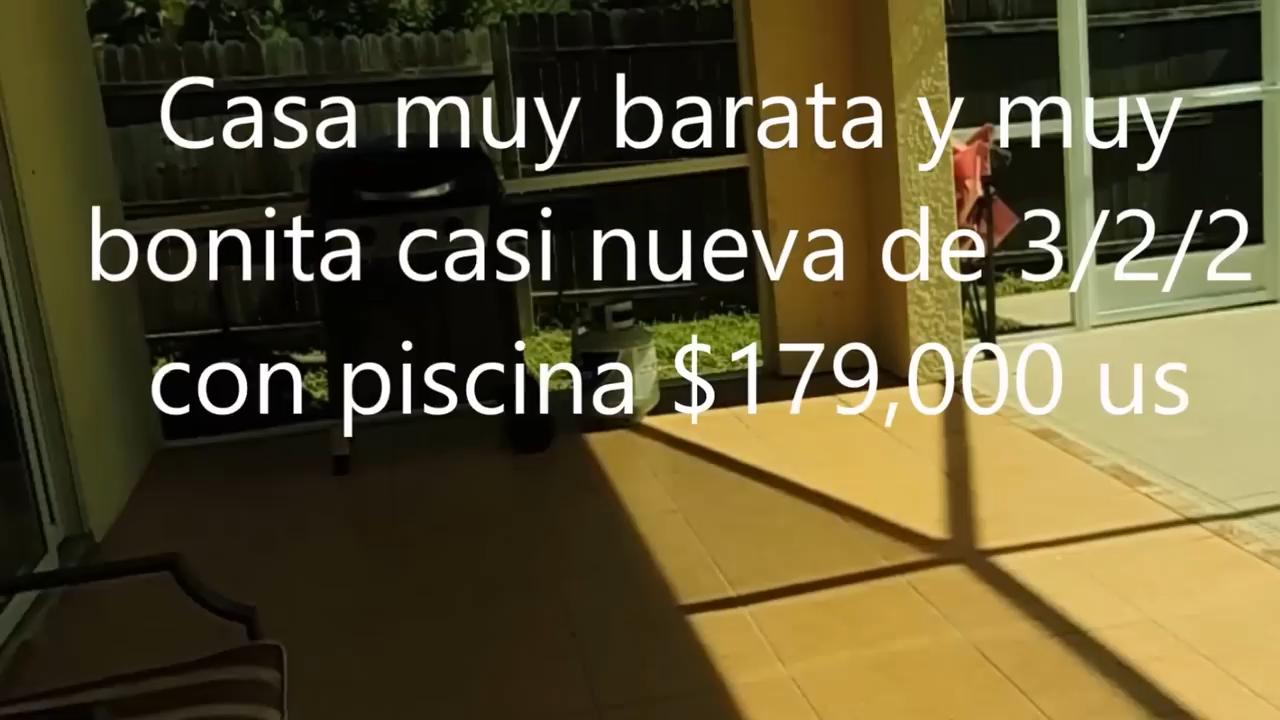 Casa muy barata y muy
bonita casi nueva de 3/2/2
con piscina $179,000 us